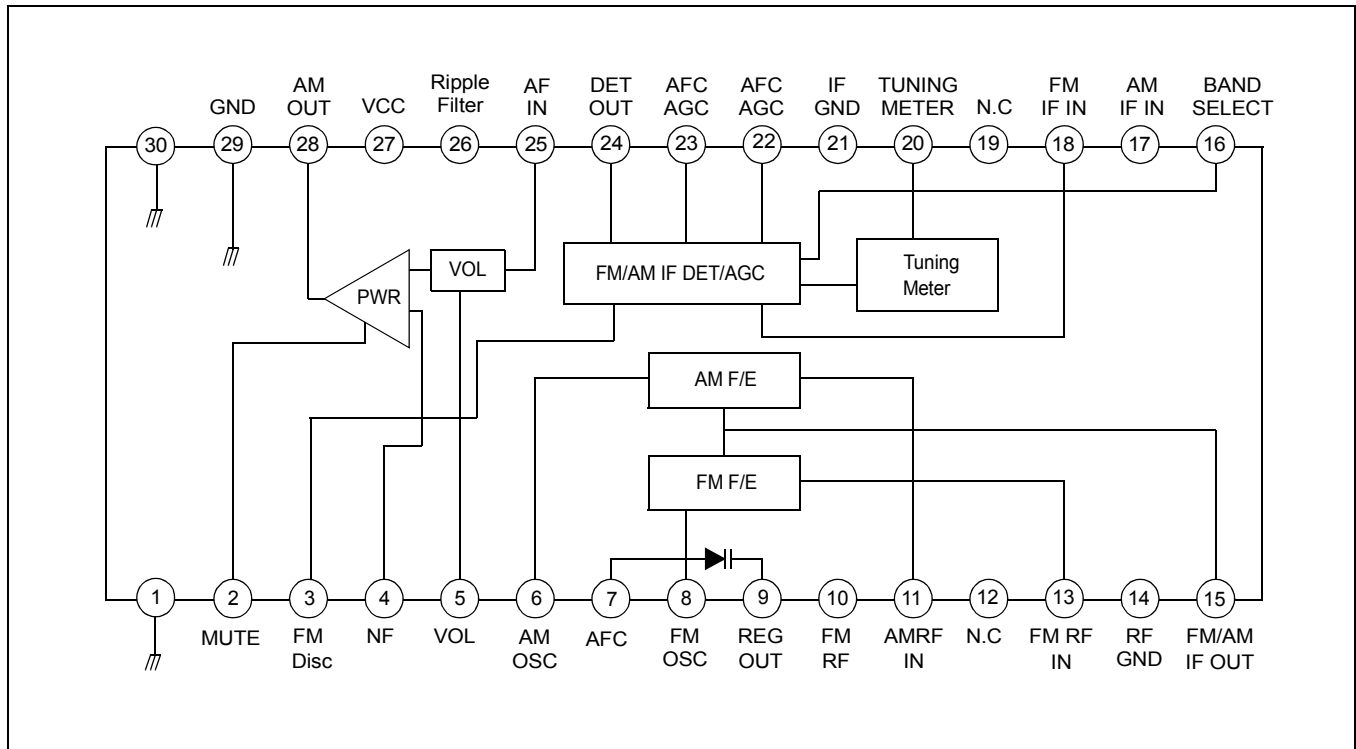 GND
AM
OUT
VCC
Ripple
Filter
AF
IN
DET
OUT
AFC
AGC
AFC
AGC
IF
GND
TUNING
METER
N.C
FM
IF IN
AM
IF IN
BAND
SELECT
30
29
28
27
26
25
24
23
22
21
20
19
18
17
16
VOL
PWR
FM/AM IF DET/AGC
Tuning
Meter
AM F/E
FM F/E
1
2
3
4
5
6
7
8
9
10
11
12
13
14
15
MUTE
FM
Disc
NF
VOL
AM
OSC
AFC
FM
OSC
REG
OUT
FM
RF
AMRF
IN
N.C
FM RF
IN
RF
GND
FM/AM
IF OUT